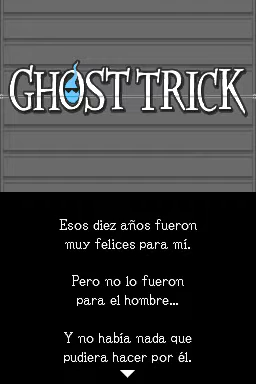 GHOST TRICK
Esos diez años fueron
muy felices para mí.
Pero no lo fueron
para el hombre...
Y no había nada que
pudiera hacer por él.